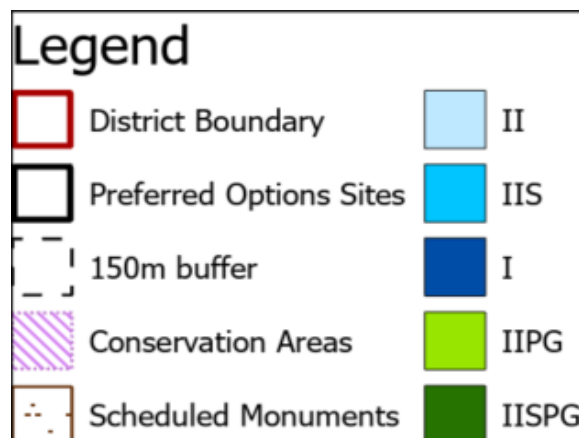 Legend
District Boundary
II
Preferred Options Sites
IIS
150m buffer
I
Conservation Areas
IIPG
Scheduled Monuments
IISPG